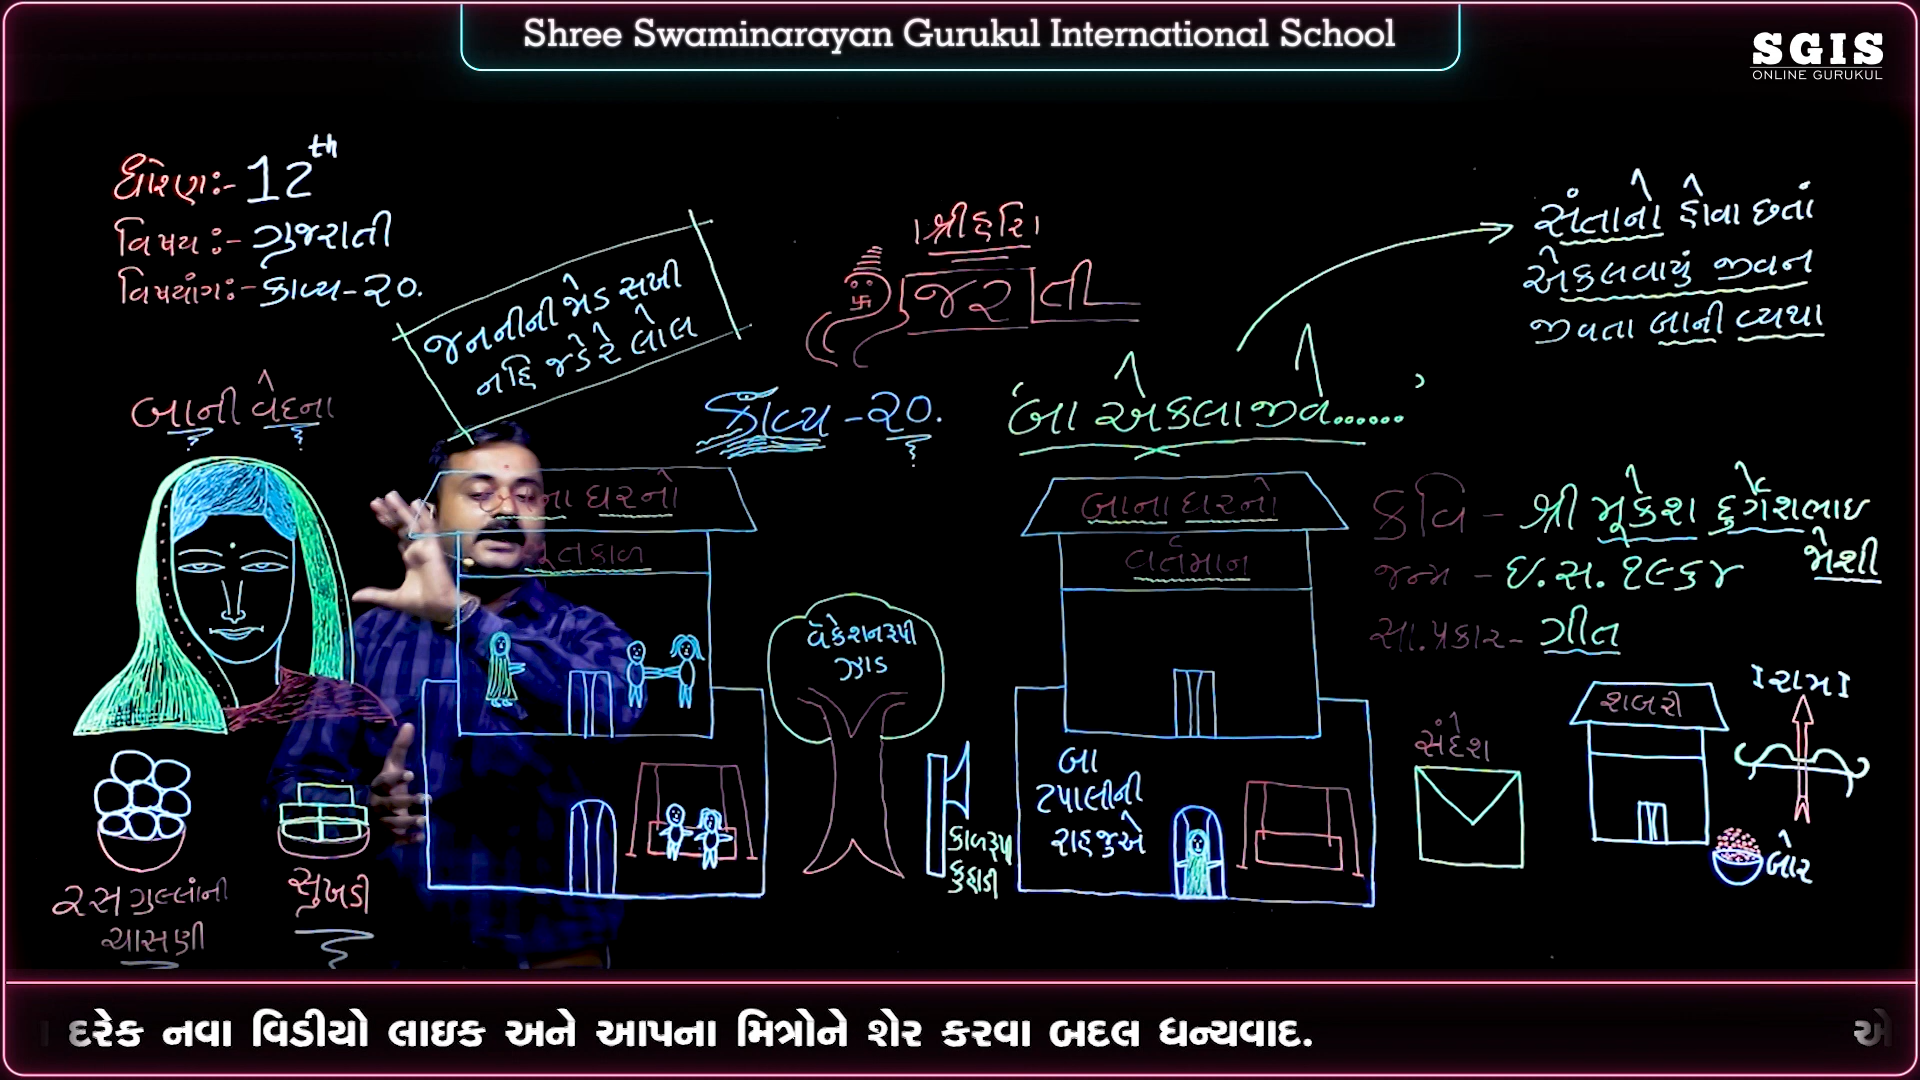 Shree Swaminarayan Gurukul International School
SGIS
ONLINE GURUKUL
ધોરણઃ- 12th
વિષયઃ- ગુજરાતી
વિષયાંગઃ- કાવ્ય-૨૦.
જનનીની જોડ સખી
નહિ જડે રે લોલ
।શ્રીહરિ।
જરતી
સંતાનો હોવા છતાં
એકલવાયું જીવન
જીવતા બાની વ્યથા
બાની વેદના
કાવ્ય-૨૦.
'બા એકલા જીવે......'
ના ઘરનો
ભૂતકાળ
બાના ઘરનો
વર્તમાન
કવિ - શ્રી મૂકેશ દુર્ગેશભાઇ
જોશી
જન્મ - ઇ.સ. ૧૯૬૪
સા.પ્રકાર- ગીત
વૅકેશનરૂપી
ઝાડ
કાળરૂપી
કુહાડી
બા
ટપાલીની
રાહ જુએ
સંદેશ
શબરી
।રામ।
બોર
રસગુલ્લાંની
ચાસણી
સુખડી
દરેક નવા વિડીયો લાઇક અને આપના મિત્રોને શેર કરવા બદલ ધન્યવાદ.